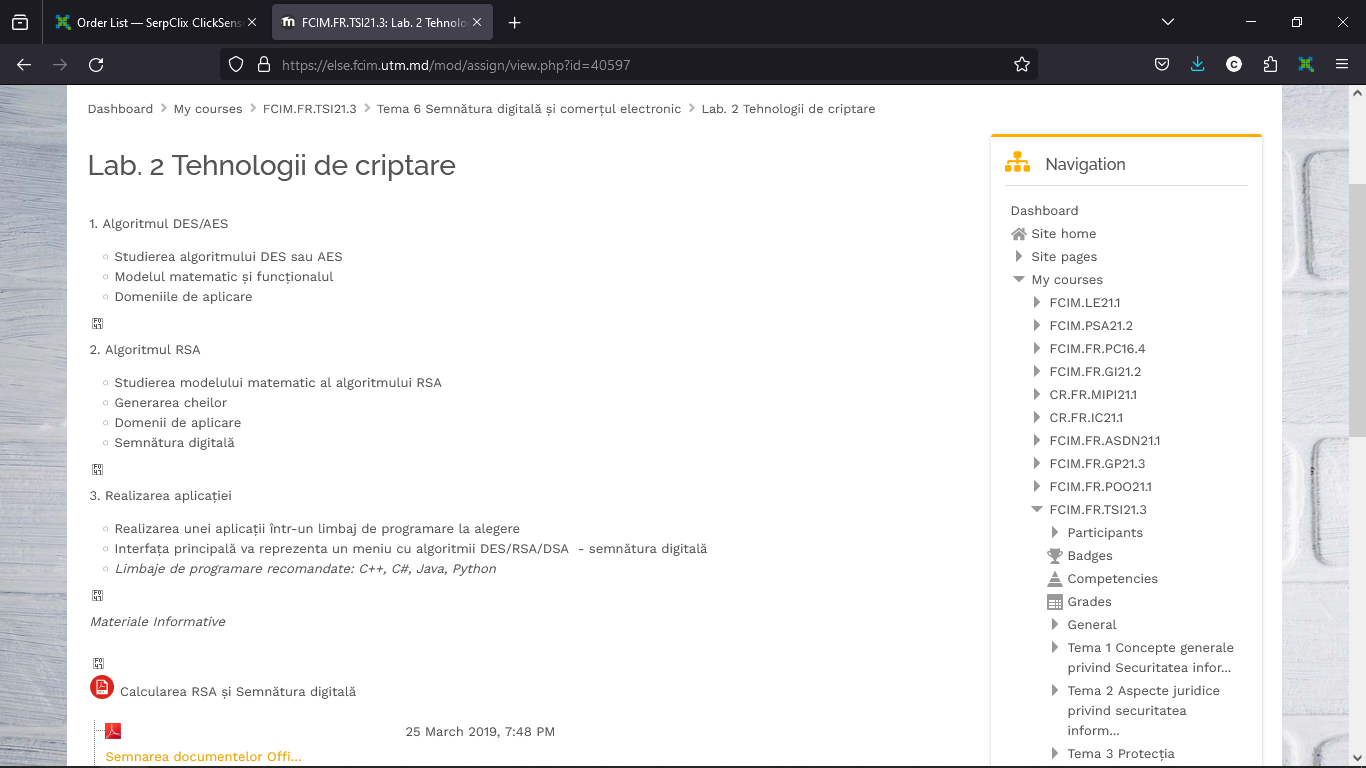 Order List — SerpClix ClickSens
FCIM.FR.TSI21.3: Lab. 2 Tehnolo
https://else.fcim.utm.md/mod/assign/view.php?id=40597
Dashboard
My courses
FCIM.FR.TSI21.3
Tema 6 Semnătura digitală și comerțul electronic
Lab. 2 Tehnologii de criptare
Lab. 2 Tehnologii de criptare
1. Algoritmul DES/AES
Studierea algoritmului DES sau AES
Modelul matematic și funcționalul
Domeniile de aplicare
2. Algoritmul RSA
Studierea modelului matematic al algoritmului RSA
Generarea cheilor
Domenii de aplicare
Semnătura digitală
3. Realizarea aplicației
Realizarea unei aplicații într-un limbaj de programare la alegere
Interfața principală va reprezenta un meniu cu algoritmii DES/RSA/DSA - semnătura digitală
Limbaje de programare recomandate: C++, C#, Java, Python
Materiale Informative
Calcularea RSA și Semnătura digitală
25 March 2019, 7:48 PM
Semnarea documentelor Offi...
Navigation
Dashboard
Site home
Site pages
My courses
FCIM.LE21.1
FCIM.PSA21.2
FCIM.FR.PC16.4
FCIM.FR.GI21.2
CR.FR.MIPI21.1
CR.FR.IC21.1
FCIM.FR.ASDN21.1
FCIM.FR.GP21.3
FCIM.FR.POO21.1
FCIM.FR.TSI21.3
Participants
Badges
Competencies
Grades
General
Tema 1 Concepte generale
privind Securitatea infor...
Tema 2 Aspecte juridice
privind securitatea
inform...
Tema 3 Protecția